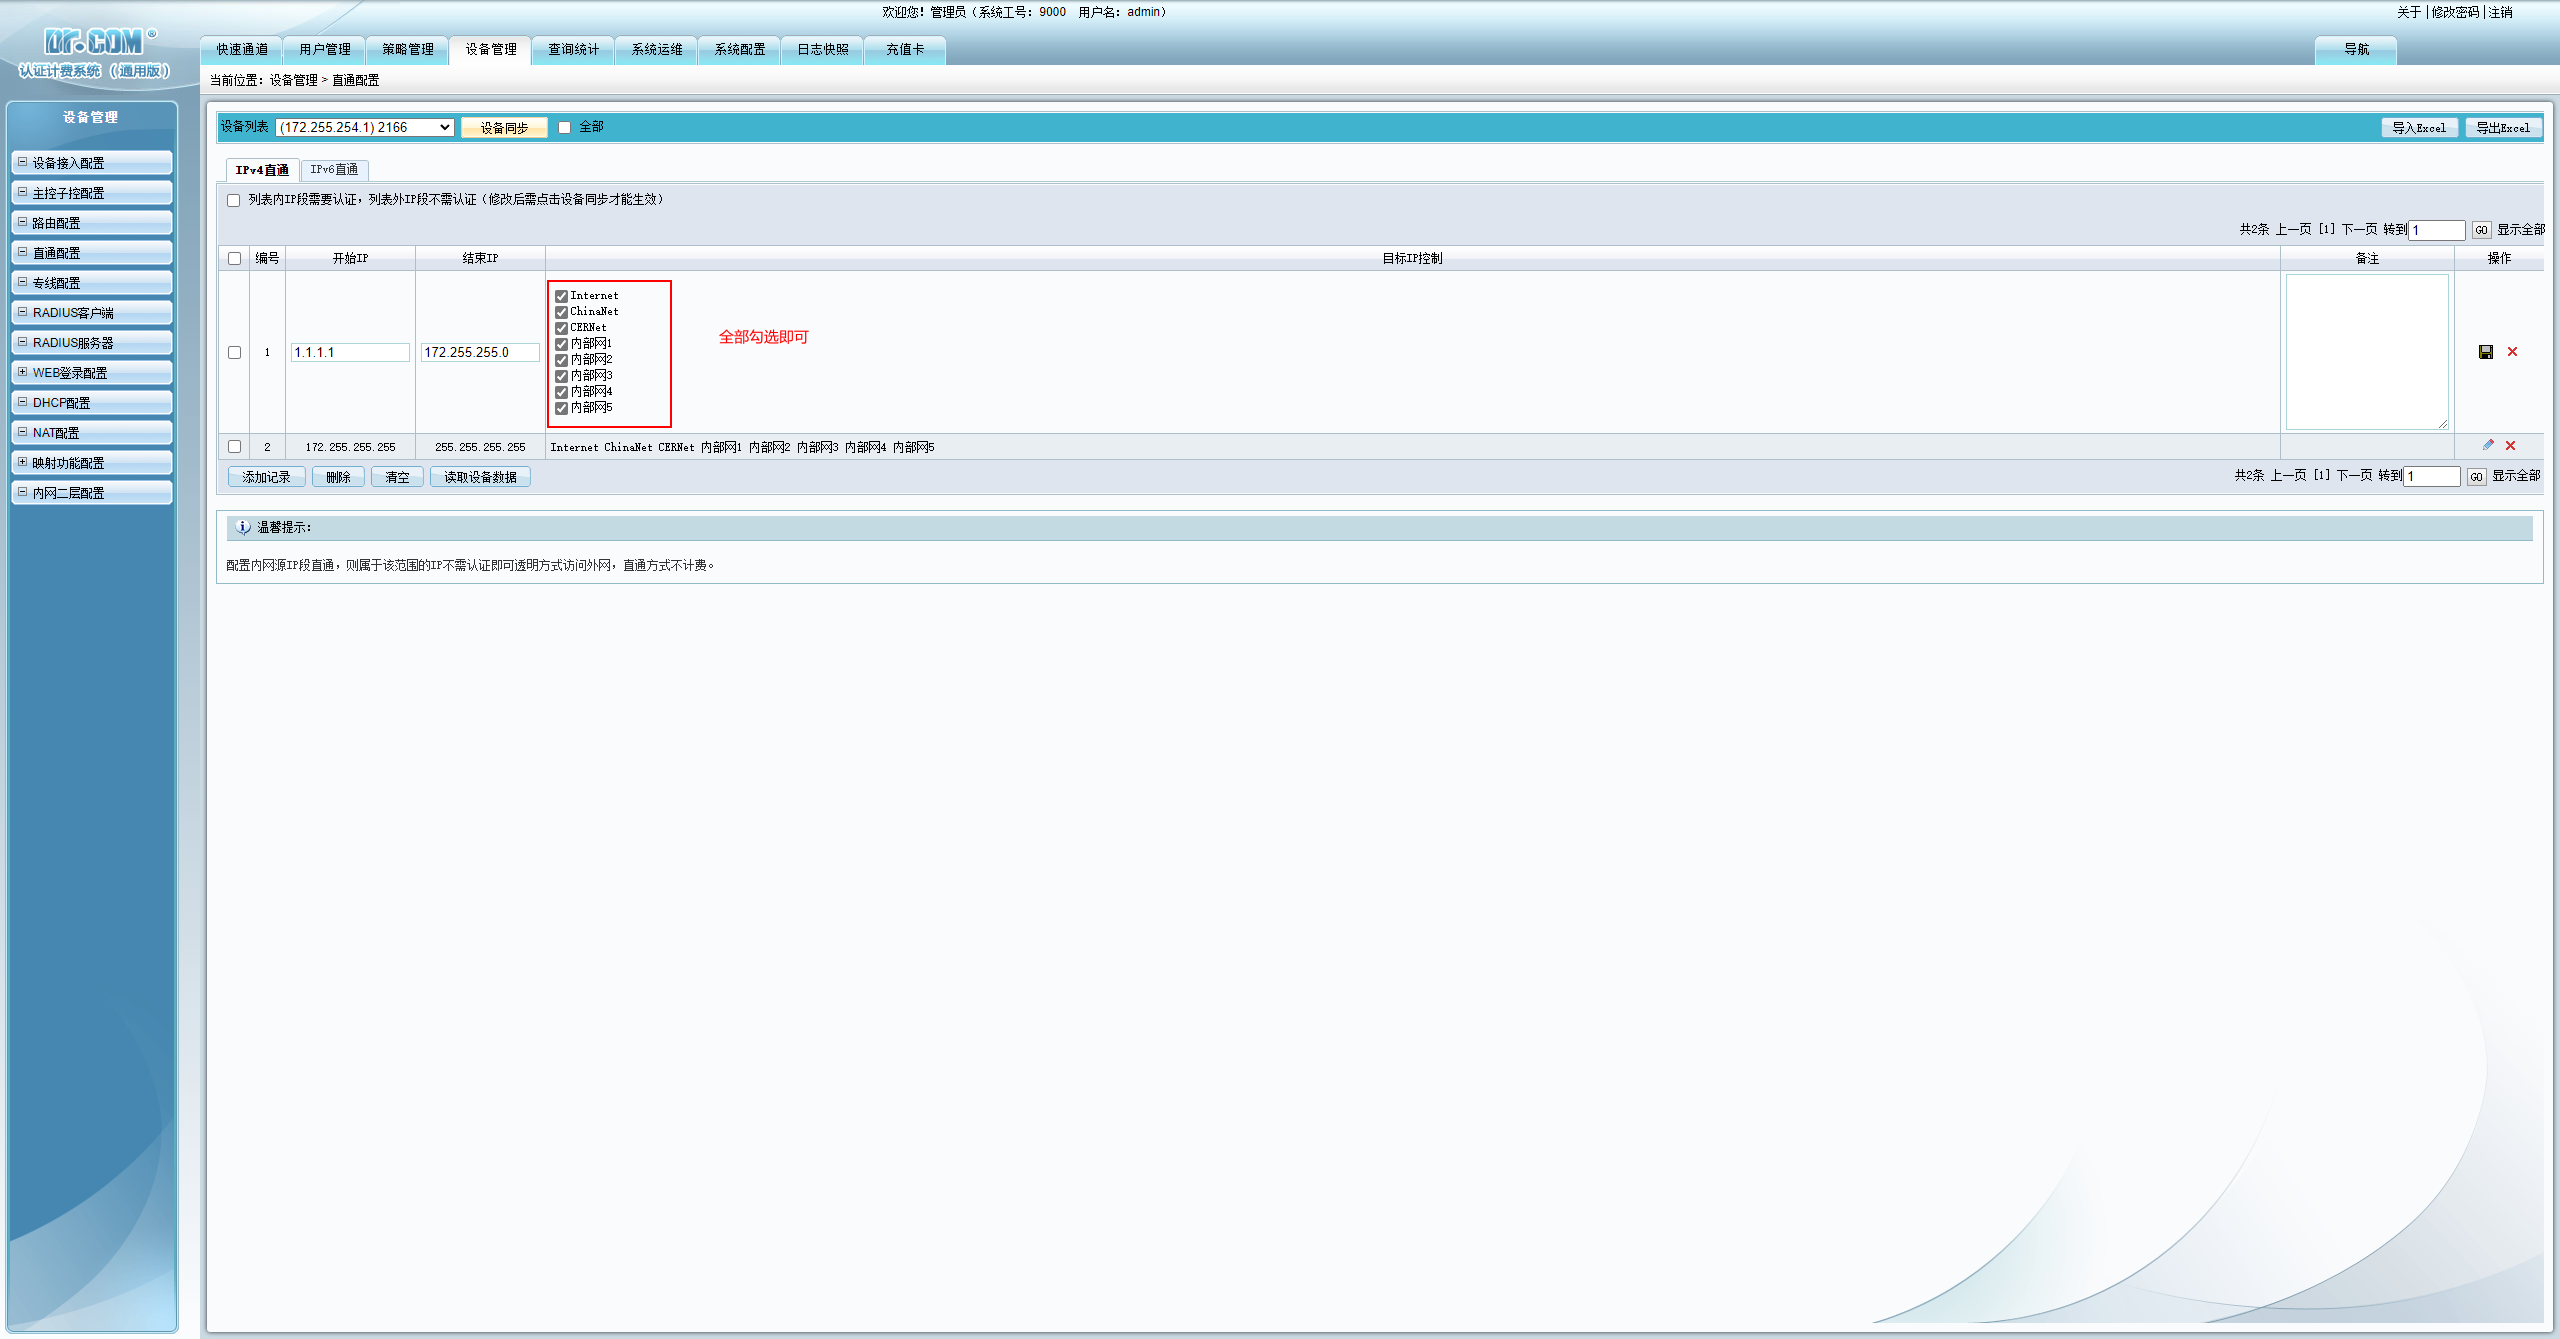 欢迎您！管理员（系统工号：9000 用户名：admin）
关于 | 修改密码 | 注销
Dr.COM®
认证计费系统（通用版）
快速通道 用户管理 策略管理 设备管理 查询统计 系统运维 系统配置 日志快照 充值卡 导航
当前位置：设备管理 > 直通配置
设备管理
设备接入配置
主控子控配置
路由配置
直通配置
专线配置
RADIUS客户端
RADIUS服务器
WEB登录配置
DHCP配置
NAT配置
映射功能配置
内网二层配置
设备列表 (172.255.254.1) 2166 设备同步 全部 导入Excel 导出Excel
IPv4直通 IPv6直通
列表内IP段需要认证，列表外IP段不需认证（修改后需点击设备同步才能生效）
共2条 上一页 [1] 下一页 转到 1 GO 显示全部
编号 开始IP 结束IP 目标IP控制 备注 操作
1 1.1.1.1 172.255.255.0
Internet
ChinaNet
CERNet
内部网1
内部网2
内部网3
内部网4
内部网5
全部勾选即可
2 172.255.255.255 255.255.255.255 Internet ChinaNet CERNet 内部网1 内部网2 内部网3 内部网4 内部网5
添加记录 删除 清空 读取设备数据 共2条 上一页 [1] 下一页 转到 1 GO 显示全部
温馨提示：
配置内网源IP段直通，则属于该范围的IP不需认证即可透明方式访问外网，直通方式不计费。